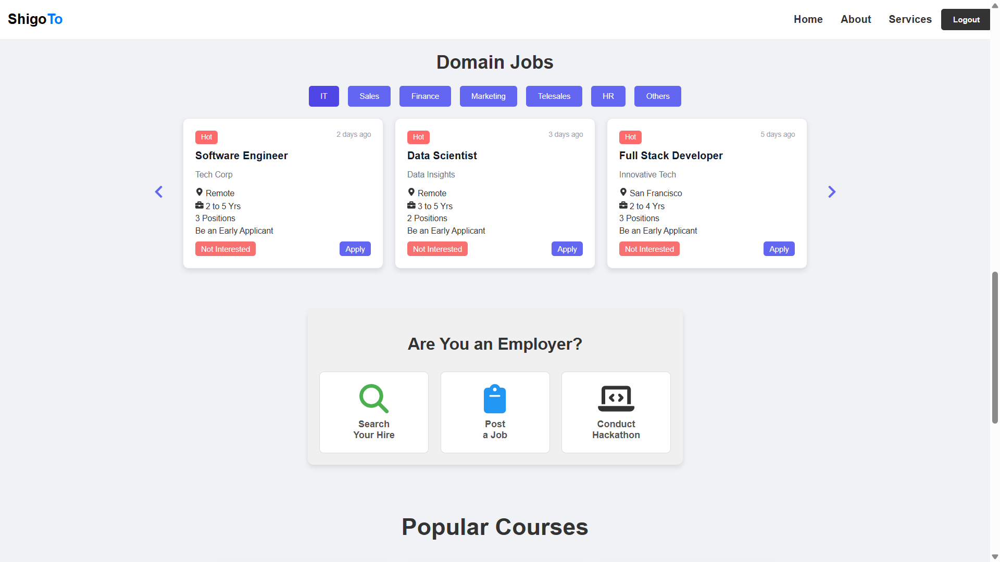 ShigoTo
Home About Services Logout
Domain Jobs
IT Sales Finance Marketing Telesales HR Others
Hot 2 days ago
Software Engineer
Tech Corp
Remote
2 to 5 Yrs
3 Positions
Be an Early Applicant
Not Interested Apply
Hot 3 days ago
Data Scientist
Data Insights
Remote
3 to 5 Yrs
2 Positions
Be an Early Applicant
Not Interested Apply
Hot 5 days ago
Full Stack Developer
Innovative Tech
San Francisco
2 to 4 Yrs
3 Positions
Be an Early Applicant
Not Interested Apply
Are You an Employer?
Search
Your Hire
Post
a Job
Conduct
Hackathon
Popular Courses